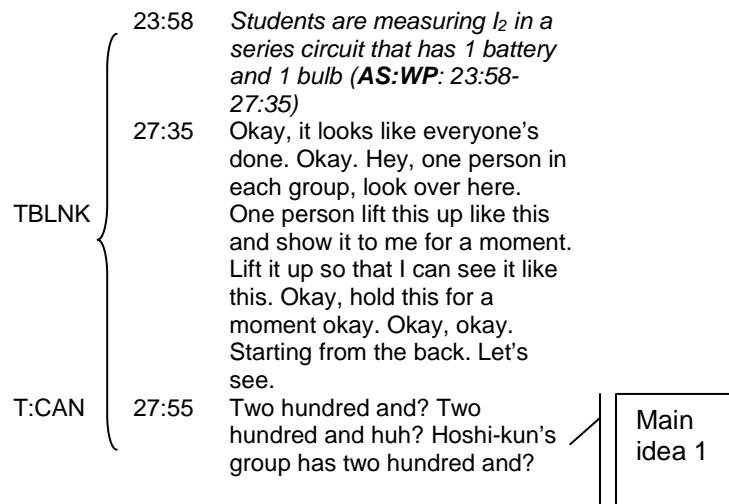 23:58 Students are measuring I2 in a
series circuit that has 1 battery
and 1 bulb (AS:WP: 23:58-
27:35)
27:35 Okay, it looks like everyone's
done. Okay. Hey, one person in
each group, look over here.
TBLNK One person lift this up like this
and show it to me for a moment.
Lift it up so that I can see it like
this. Okay, hold this for a
moment okay. Okay, okay.
Starting from the back. Let's
see.
T:CAN 27:55 Two hundred and? Two
hundred and huh? Hoshi-kun's
group has two hundred and?
Main
idea 1